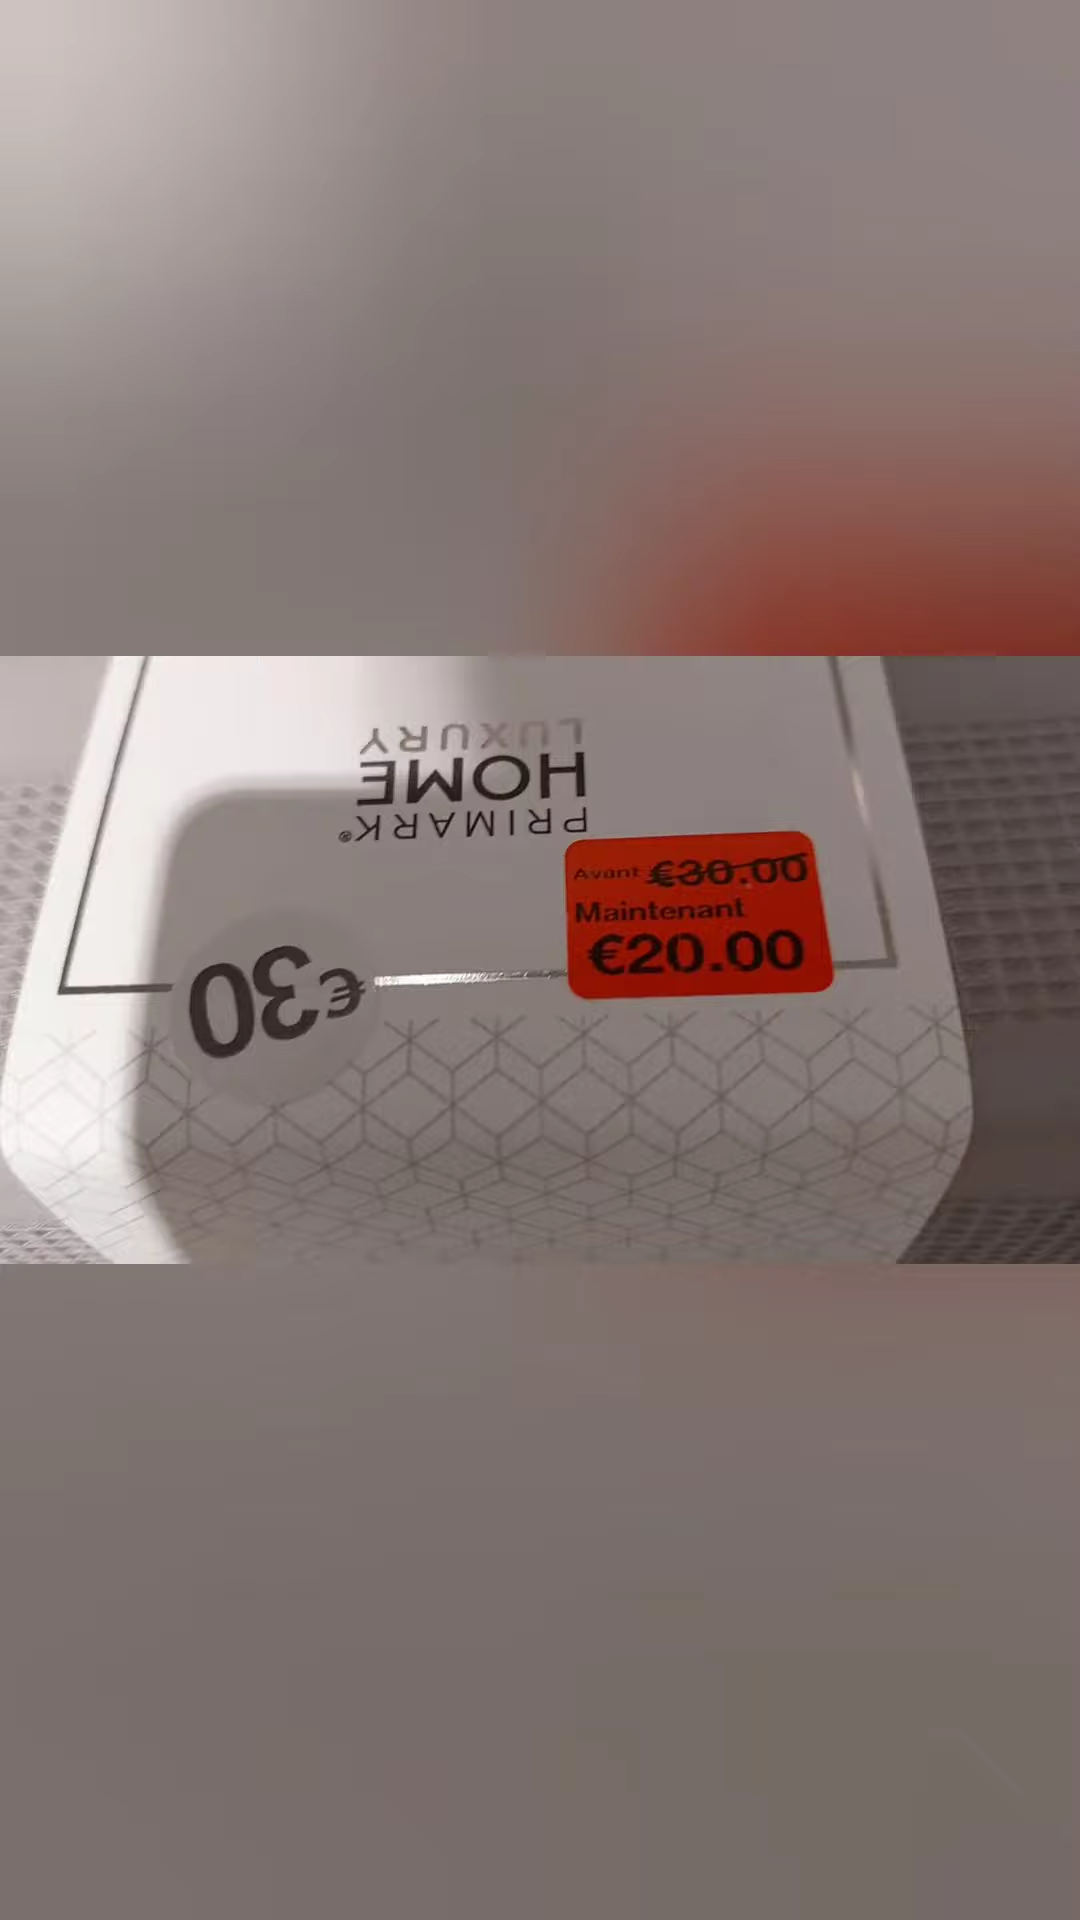 PRIMARK®
HOME
LUXURY
€30
Avant €30.00
Maintenant
€20.00